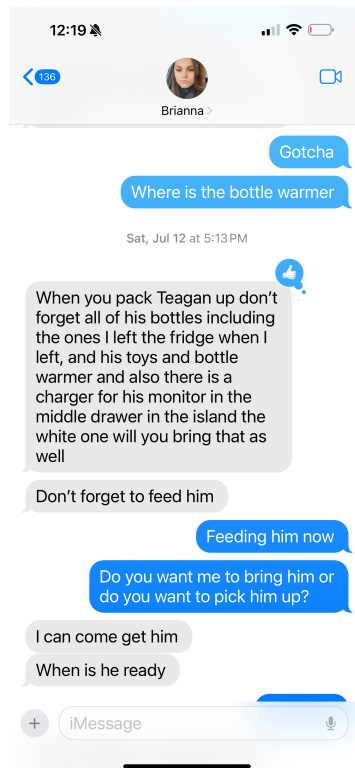 12:19
136
Brianna
Gotcha
Where is the bottle warmer
Sat, Jul 12 at 5:13 PM
When you pack Teagan up don't
forget all of his bottles including
the ones I left the fridge when I
left, and his toys and bottle
warmer and also there is a
charger for his monitor in the
middle drawer in the island the
white one will you bring that as
well
Don't forget to feed him
Feeding him now
Do you want me to bring him or
do you want to pick him up?
I can come get him
When is he ready
iMessage